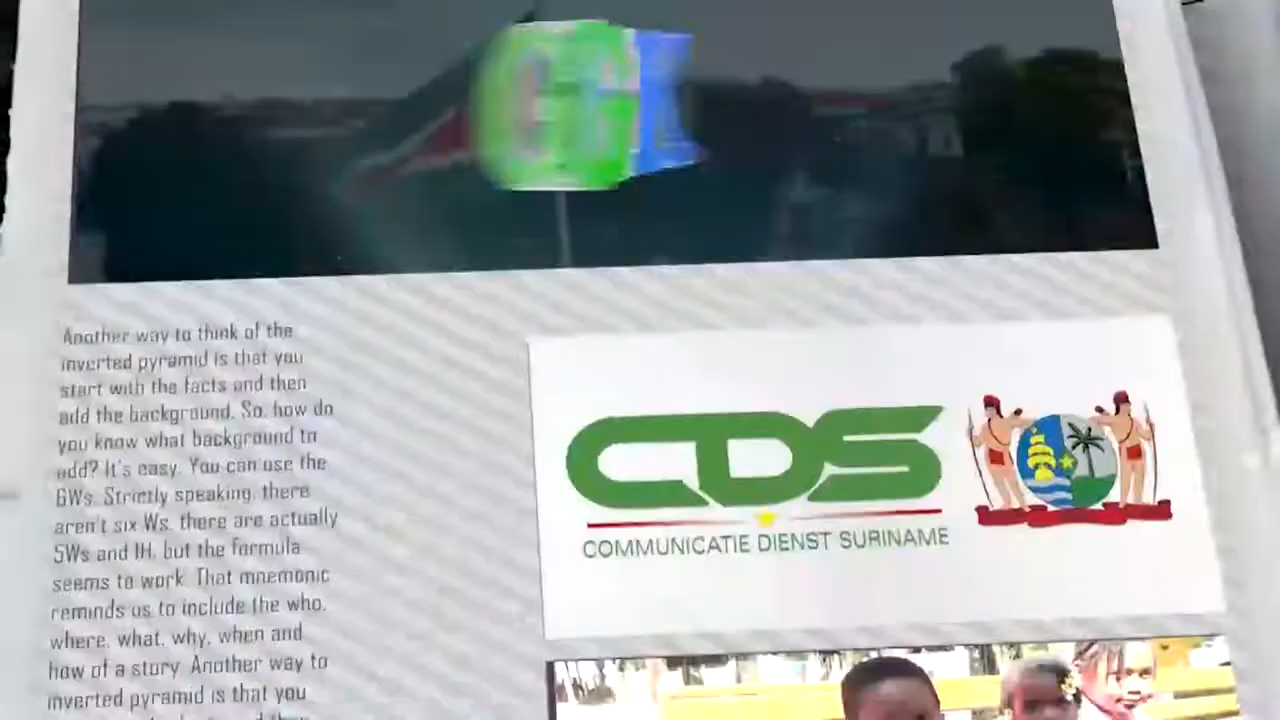 Another way to think of the
inverted pyramid is that you
start with the facts and then
add the background. So, how do
you know what background to
add? It's easy. You can use the
6Ws. Strictly speaking, there
aren't six Ws, there are actually
5Ws and 1H, but the formula
seems to work. That mnemonic
reminds us to include the who,
where, what, why, when and
how of a story. Another way to
inverted pyramid is that you
CDS
COMMUNICATIE DIENST SURINAME